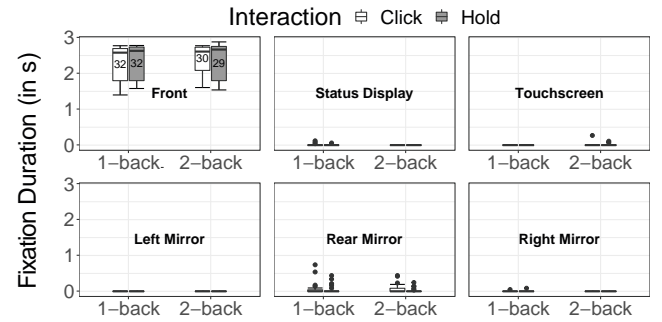 Interaction Click Hold
Fixation Duration (in s)
3
2
1
0
32 32 30 29
Front
Status Display
Touchscreen
1−back. 2−back 1−back 2−back 1−back 2−back
3
2
1
0
Left Mirror
Rear Mirror
Right Mirror
1−back 2−back 1−back 2−back 1−back 2−back